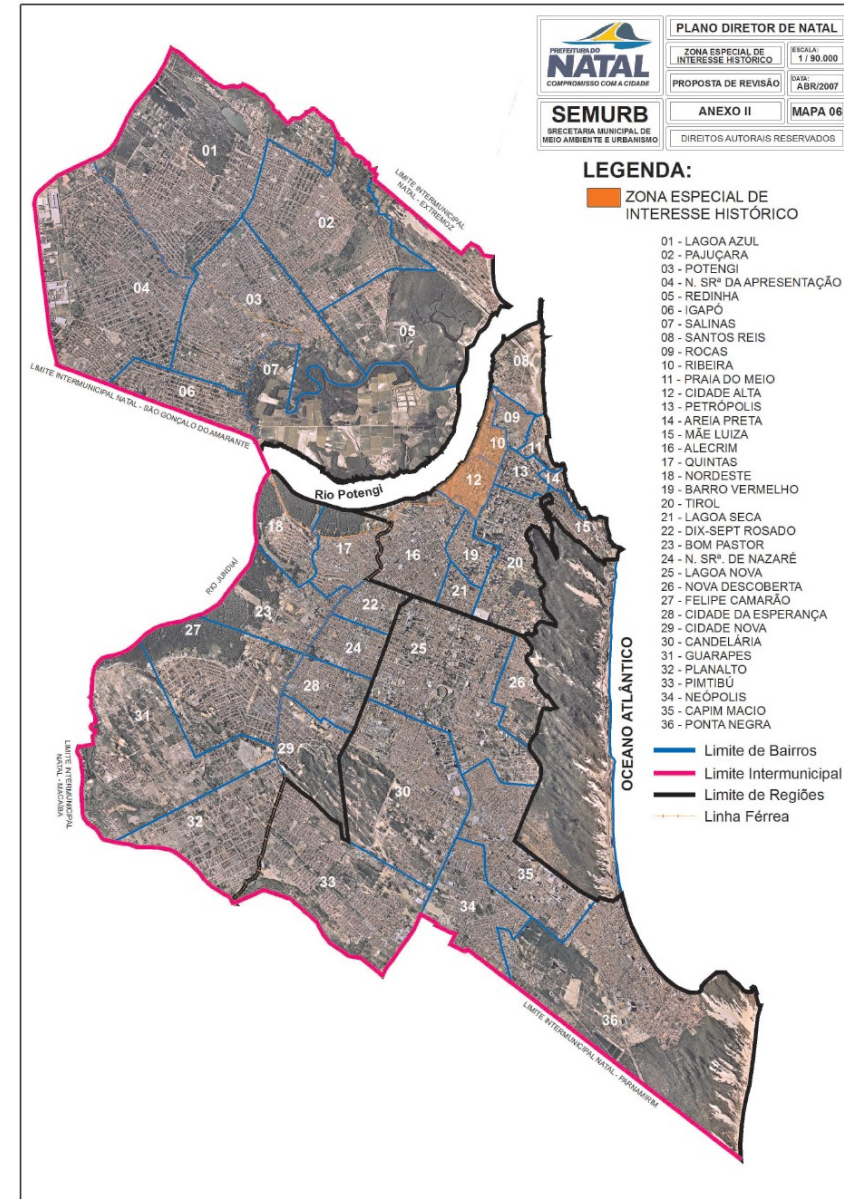 PREFEITURA DO
NATAL
COMPROMISSO COM A CIDADE
SEMURB
SRECETARIA MUNICIPAL DE
MEIO AMBIENTE E URBANISMO
PLANO DIRETOR DE NATAL
ZONA ESPECIAL DE
INTERESSE HISTÓRICO
ESCALA:
1 / 90.000
PROPOSTA DE REVISÃO
DATA:
ABR/2007
ANEXO II
MAPA 06
DIREITOS AUTORAIS RESERVADOS
LEGENDA:
ZONA ESPECIAL DE
INTERESSE HISTÓRICO
01 - LAGOA AZUL
02 - PAJUÇARA
03 - POTENGI
04 - N. SRª DA APRESENTAÇÃO
05 - REDINHA
06 - IGAPÓ
07 - SALINAS
08 - SANTOS REIS
09 - ROCAS
10 - RIBEIRA
11 - PRAIA DO MEIO
12 - CIDADE ALTA
13 - PETRÓPOLIS
14 - AREIA PRETA
15 - MÃE LUIZA
16 - ALECRIM
17 - QUINTAS
18 - NORDESTE
19 - BARRO VERMELHO
20 - TIROL
21 - LAGOA SECA
22 - DIX-SEPT ROSADO
23 - BOM PASTOR
24 - N. SRª. DE NAZARÉ
25 - LAGOA NOVA
26 - NOVA DESCOBERTA
27 - FELIPE CAMARÃO
28 - CIDADE DA ESPERANÇA
29 - CIDADE NOVA
30 - CANDELÁRIA
31 - GUARAPES
32 - PLANALTO
33 - PIMTIBÚ
34 - NEÓPOLIS
35 - CAPIM MACIO
36 - PONTA NEGRA
Limite de Bairros
Limite Intermunicipal
Limite de Regiões
Linha Férrea
01
LIMITE INTERMUNICIPAL
NATAL - EXTREMOZ
02
04
03
05
07
06
LIMITE INTERMUNICIPAL NATAL - SÃO GONÇALO DO AMARANTE
08
09
10
11
13
14
12
Rio Potengi
15
18
17
16
19
20
21
RIO JUNDIAÍ
22
23
24
25
26
27
28
31
29
30
OCEANO ATLÂNTICO
LIMITE INTERMUNICIPAL
NATAL - MACAÍBA
32
33
35
34
36
LIMITE INTERMUNICIPAL NATAL - PARNAMIRIM